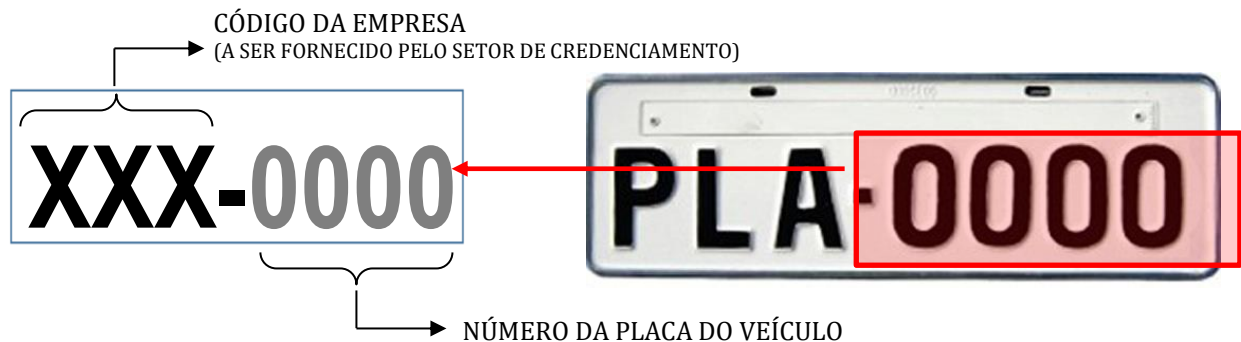 CÓDIGO DA EMPRESA
(A SER FORNECIDO PELO SETOR DE CREDENCIAMENTO)
XXX-0000
PLA-0000
NÚMERO DA PLACA DO VEÍCULO